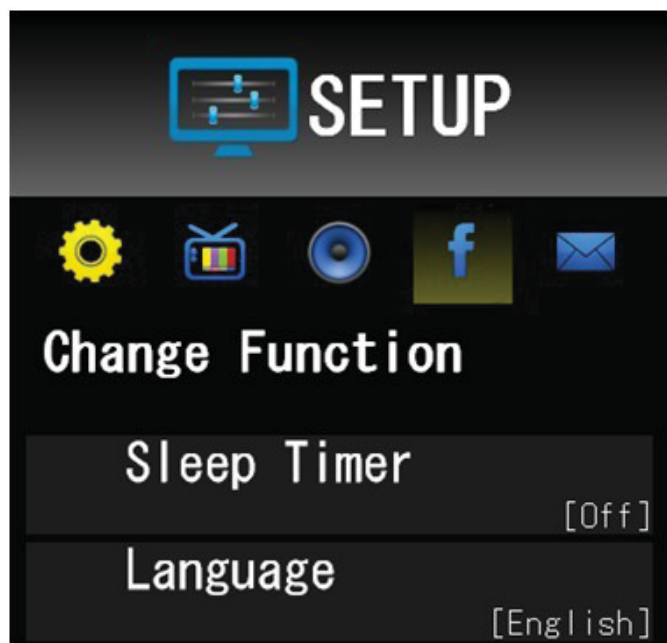 SETUP
f
Change Function
Sleep Timer
[Off]
Language
[English]